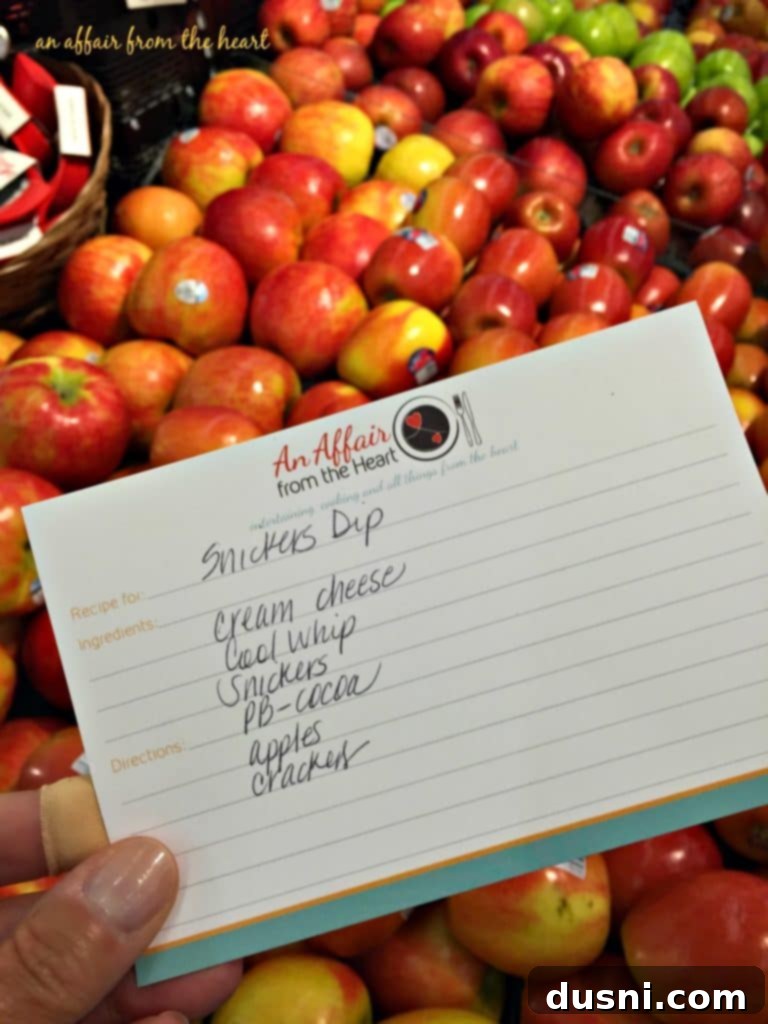 an affair from the heart
An Affair
from the Heart
entertaining, cooking and all things from the heart
Recipe for: Snickers Dip
Ingredients: cream cheese
Cool Whip
Snickers
PB-cocoa
Directions: apples
crackers
dusni.com